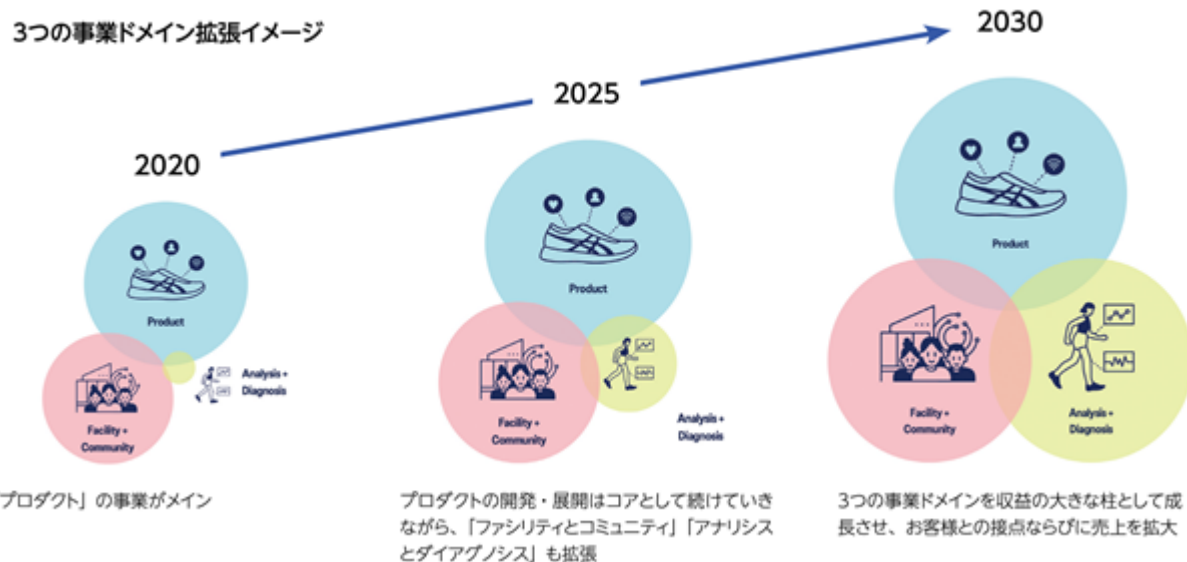 3つの事業ドメイン拡張イメージ
2020
2025
2030
Product
Facility +
Community
Analysis +
Diagnosis
プロダクト」の事業がメイン
Product
Facility +
Community
Analysis +
Diagnosis
プロダクトの開発・展開はコアとして続けていき
ながら、「ファシリティとコミュニティ」「アナリシス
とダイアグノシス」も拡張
Product
Facility +
Community
Analysis +
Diagnosis
3つの事業ドメインを収益の大きな柱として成
長させ、お客様との接点ならびに売上を拡大